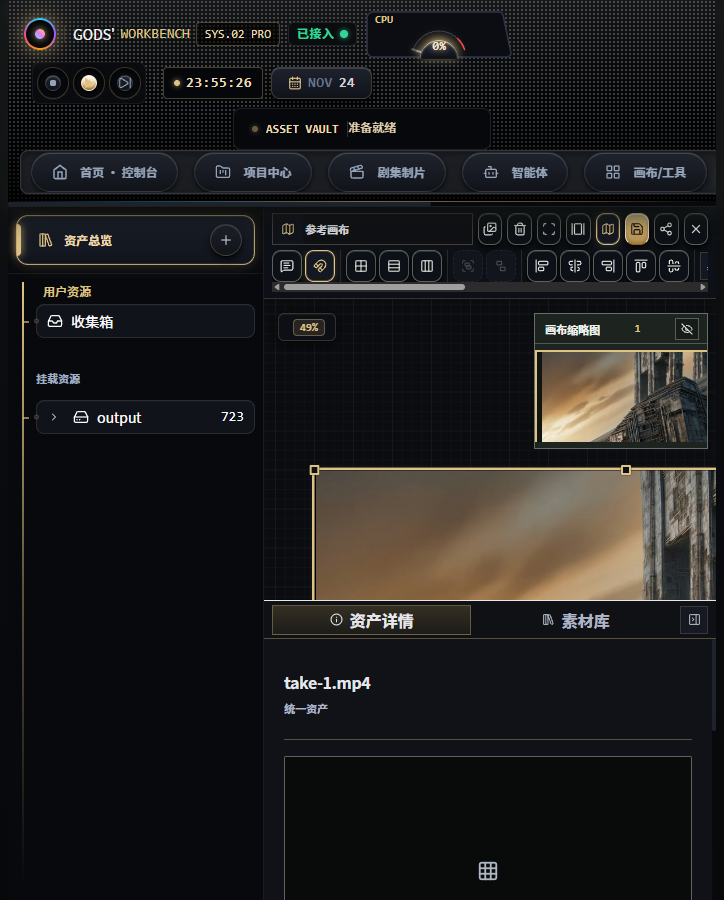 GODS' WORKBENCH SYS.02 PRO 已接入 CPU 0%
23:55:26 NOV 24
ASSET VAULT 准备就绪
首页 · 控制台 项目中心 剧集制片 智能体 画布/工具
资产总览
参考画布
用户资源
收集箱
挂载资源
output 723
49%
画布缩略图 1
资产详情 素材库
take-1.mp4
统一资产